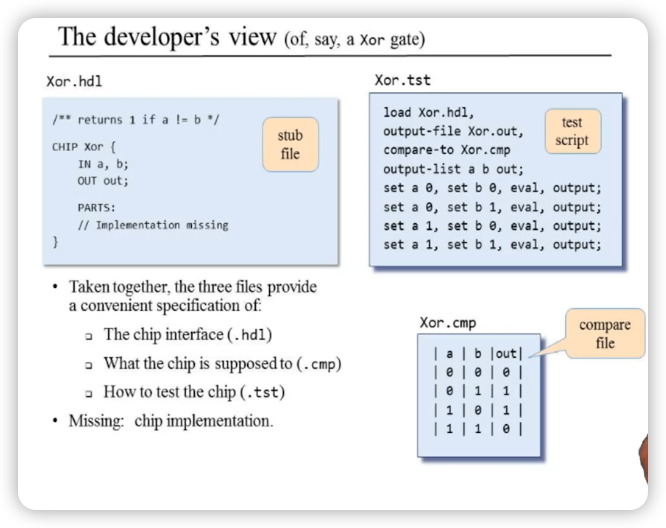 The developer's view (of, say, a Xor gate)
Xor.hdl
/** returns 1 if a != b */
CHIP Xor {
IN a, b;
OUT out;
PARTS:
// Implementation missing
}
stub
file
Xor.tst
load Xor.hdl,
output-file Xor.out,
compare-to Xor.cmp
output-list a b out;
set a 0, set b 0, eval, output;
set a 0, set b 1, eval, output;
set a 1, set b 0, eval, output;
set a 1, set b 1, eval, output;
test
script
• Taken together, the three files provide
a convenient specification of:
▫ The chip interface (.hdl)
▫ What the chip is supposed to (.cmp)
▫ How to test the chip (.tst)
• Missing: chip implementation.
Xor.cmp
| a | b |out|
| 0 | 0 | 0 |
| 0 | 1 | 1 |
| 1 | 0 | 1 |
| 1 | 1 | 0 |
compare
file